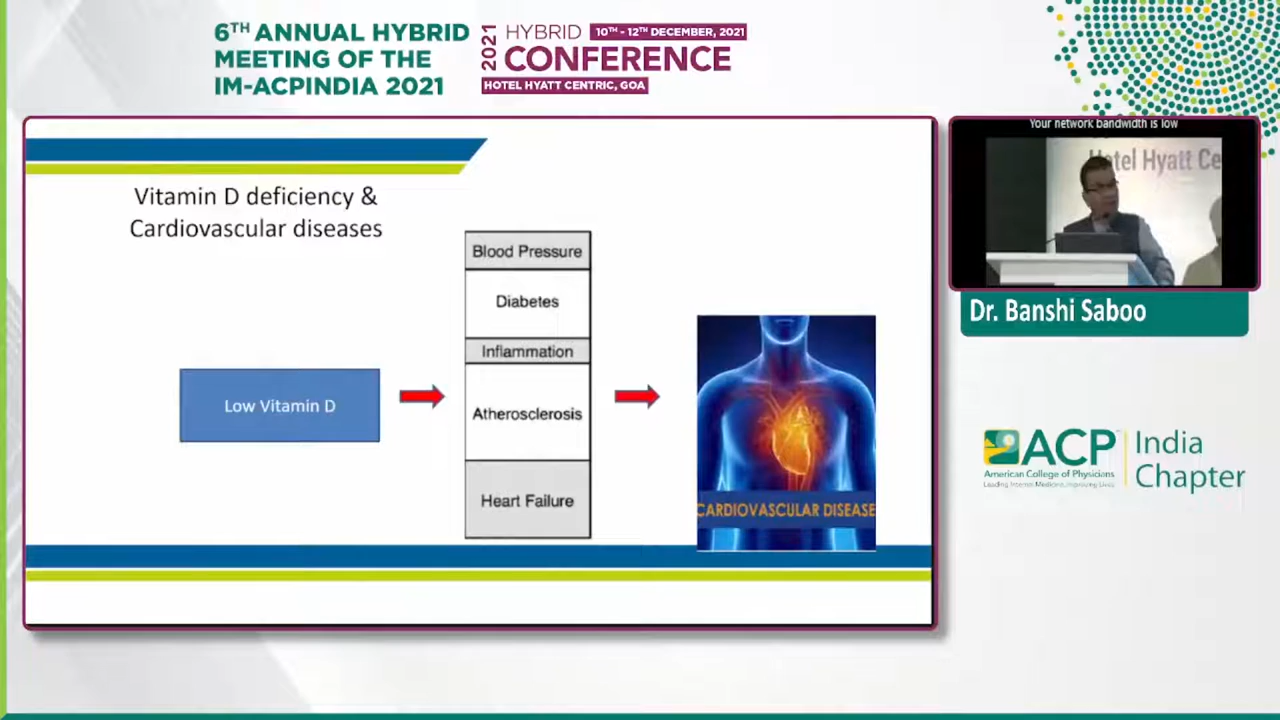 6TH ANNUAL HYBRID
MEETING OF THE
IM-ACPINDIA 2021
2021
HYBRID
10TH - 12TH DECEMBER, 2021
CONFERENCE
HOTEL HYATT CENTRIC, GOA
Vitamin D deficiency &
Cardiovascular diseases
Low Vitamin D
Blood Pressure
Diabetes
Inflammation
Atherosclerosis
Heart Failure
CARDIOVASCULAR DISEASE
Your network bandwidth is low
Hotel Hyatt Ce
Dr. Banshi Saboo
ACP
American College of Physicians
Leading Internal Medicine, Improving Lives
India
Chapter